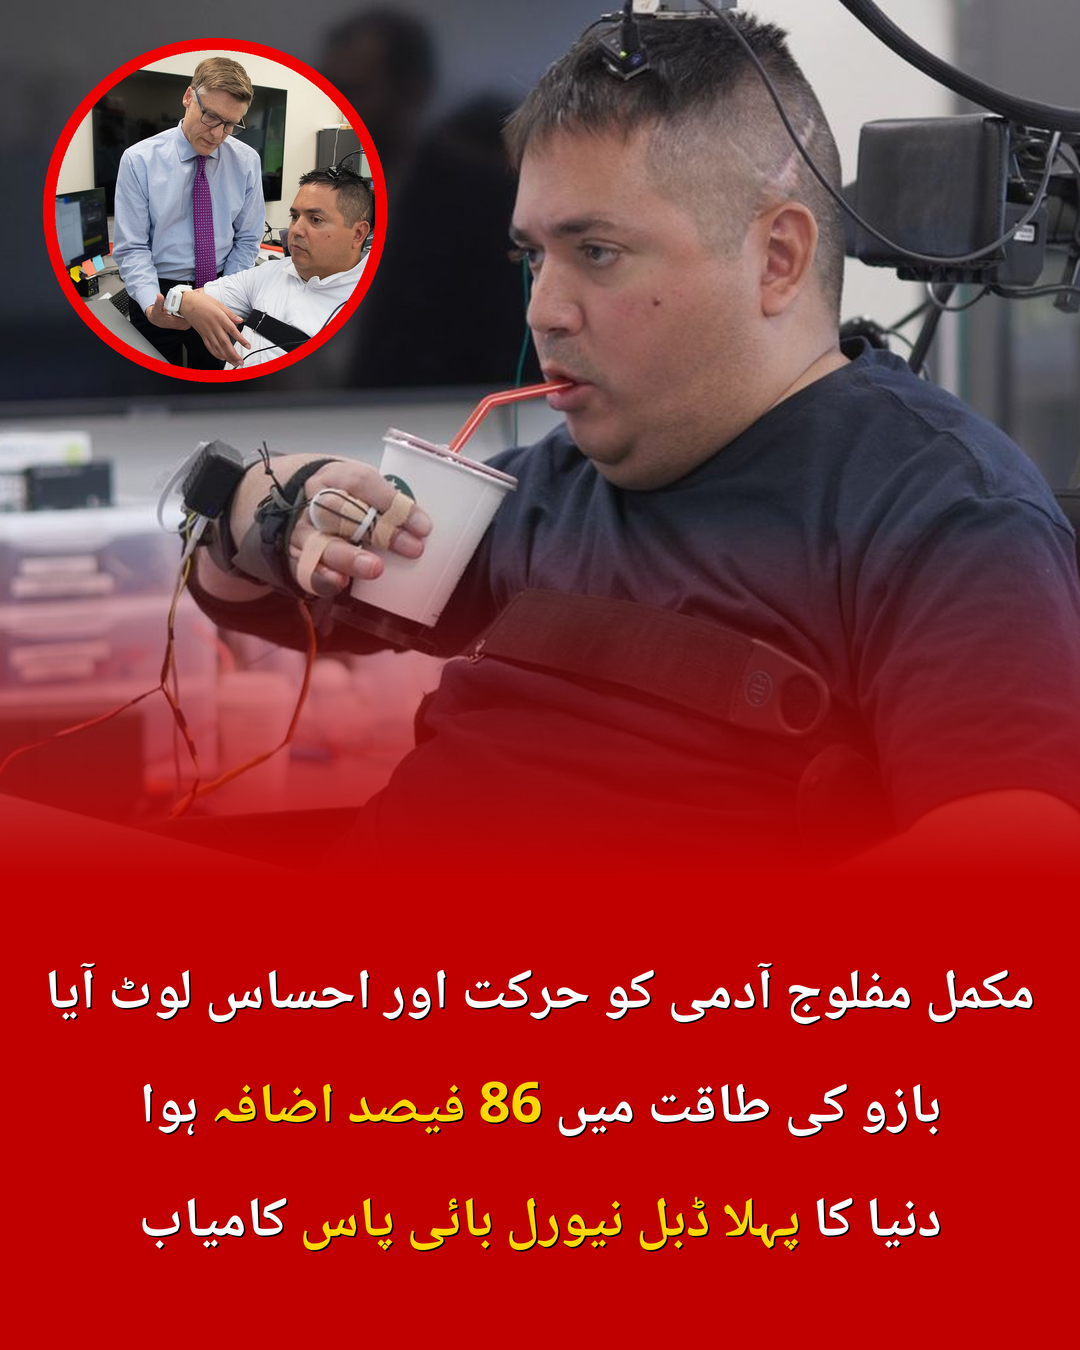 مکمل مفلوج آدمی کو حرکت اور احساس لوٹ آیا
بازو کی طاقت میں 86 فیصد اضافہ ہوا
دنیا کا پہلا ڈبل نیورل بائی پاس کامیاب